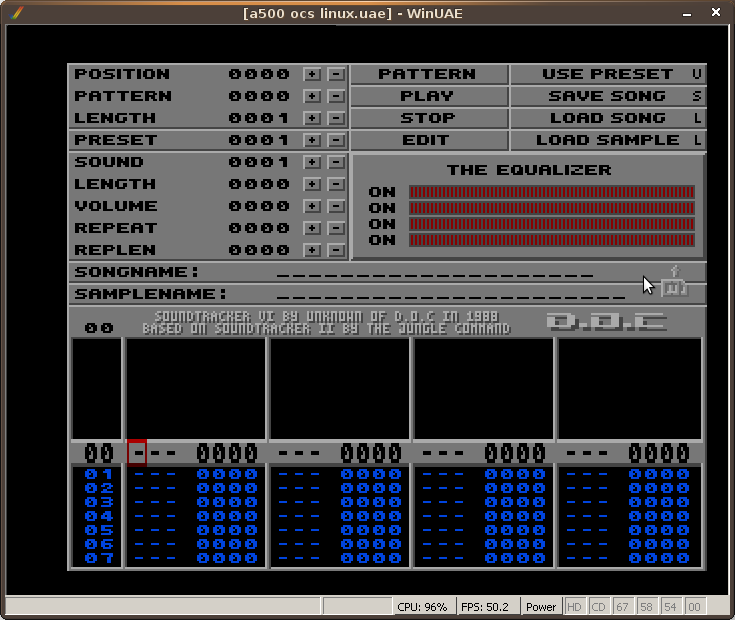 [a500 ocs linux.uae] - WinUAE
POSITION 0000 + - PATTERN USE PRESET U
PATTERN 0000 + - PLAY SAVE SONG S
LENGTH 0001 + - STOP LOAD SONG L
PRESET 0001 + - EDIT LOAD SAMPLE L
SOUND 0001 + - THE EQUALIZER
LENGTH 0000 + - ON
VOLUME 0000 + - ON
REPEAT 0000 + - ON
REPLEN 0000 + - ON
SONGNAME: ____________________
SAMPLENAME: ______________________
00 SOUNDTRACKER VI BY UNKNOWN OF D.O.C IN 1988 D.O.C
BASED ON SOUNDTRACKER II BY THE JUNGLE COMMAND
00 --- 0000 --- 0000 --- 0000 --- 0000
01 --- 0000 --- 0000 --- 0000 --- 0000
02 --- 0000 --- 0000 --- 0000 --- 0000
03 --- 0000 --- 0000 --- 0000 --- 0000
04 --- 0000 --- 0000 --- 0000 --- 0000
05 --- 0000 --- 0000 --- 0000 --- 0000
06 --- 0000 --- 0000 --- 0000 --- 0000
07 --- 0000 --- 0000 --- 0000 --- 0000
CPU: 96% FPS: 50.2 Power HD CD 67 58 54 00